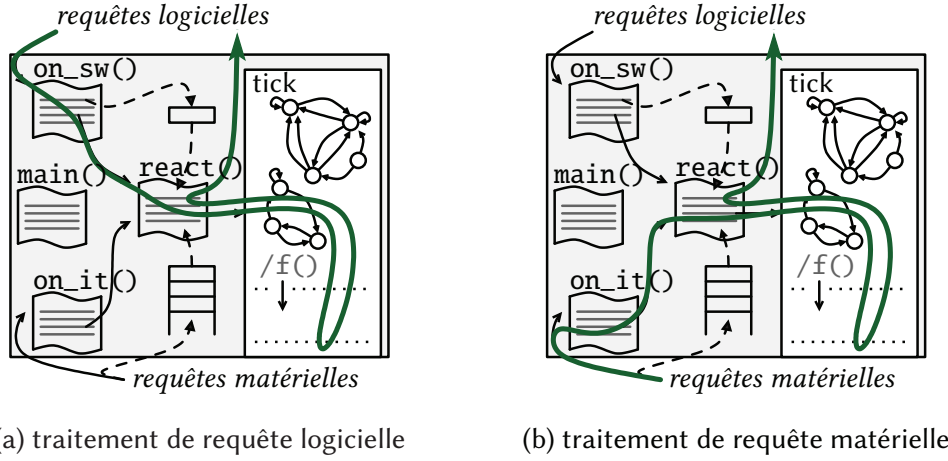 requêtes logicielles
on_sw()
tick
main()
react()
/f()
on_it()
requêtes matérielles
(a) traitement de requête logicielle
requêtes logicielles
on_sw()
tick
main()
react()
/f()
on_it()
requêtes matérielles
(b) traitement de requête matérielle